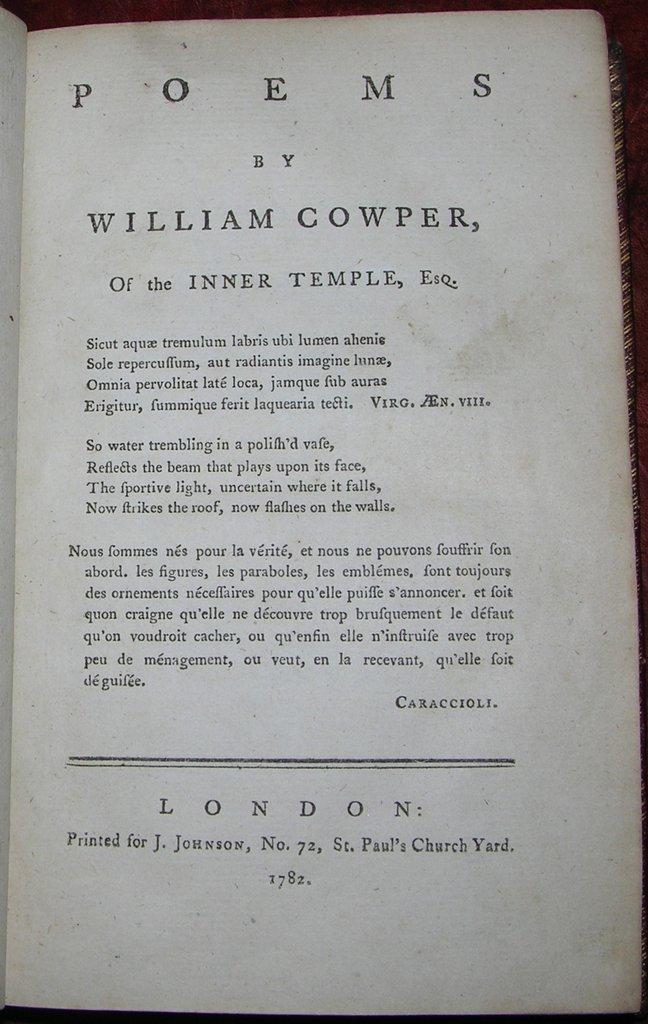 POEMS
BY
WILLIAM COWPER,
Of the INNER TEMPLE, Esq.
Sicut aquæ tremulum labris ubi lumen ahenis
Sole repercuſſum, aut radiantis imagine lunæ,
Omnia pervolitat laté loca, jamque ſub auras
Erigitur, ſummique ferit laquearia tecti. VIRG. ÆN. VIII.
So water trembling in a poliſh'd vaſe,
Reflects the beam that plays upon its face,
The ſportive light, uncertain where it falls,
Now ſtrikes the roof, now flaſhes on the walls.
Nous ſommes nés pour la vérité, et nous ne pouvons ſouffrir ſon
abord. les figures, les paraboles, les emblémes, ſont toujours
des ornements néceſſaires pour qu'elle puiſſe s'annoncer. et ſoit
quon craigne qu'elle ne découvre trop bruſquement le défaut
qu'on voudroit cacher, ou qu'enfin elle n'inſtruiſe avec trop
peu de ménagement, ou veut, en la recevant, qu'elle ſoit
déguiſée.
CARACCIOLI.
LONDON:
Printed for J. JOHNSON, No. 72, St. Paul's Church Yard.
1782.